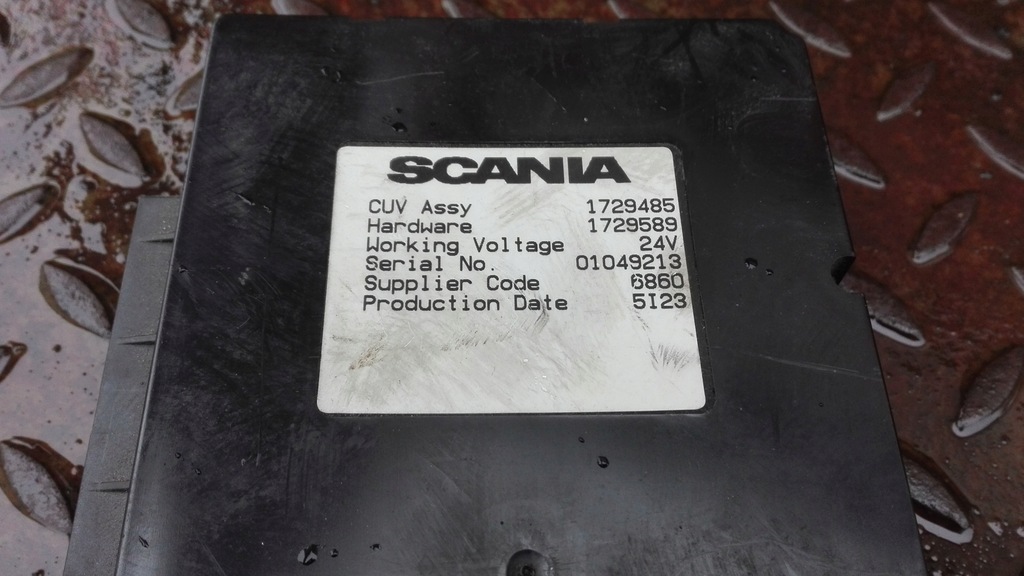 SCANIA
CUV Assy 1729485
Hardware 1729589
Working Voltage 24V
Serial No. 01049213
Supplier Code 6860
Production Date 5I23